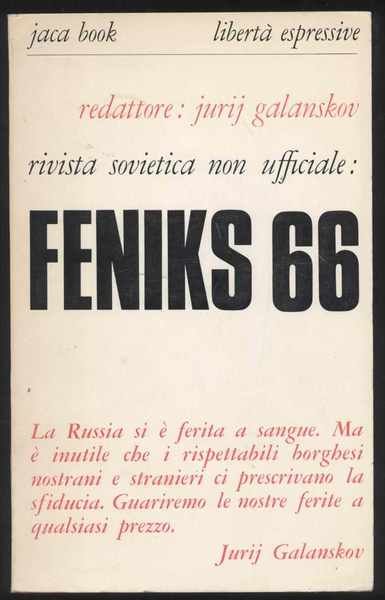 jaca book libertà espressive
redattore: jurij galanskov
rivista sovietica non ufficiale:
FENIKS 66
La Russia si è ferita a sangue. Ma
è inutile che i rispettabili borghesi
nostrani e stranieri ci prescrivano la
sfiducia. Guariremo le nostre ferite a
qualsiasi prezzo.
Jurij Galanskov